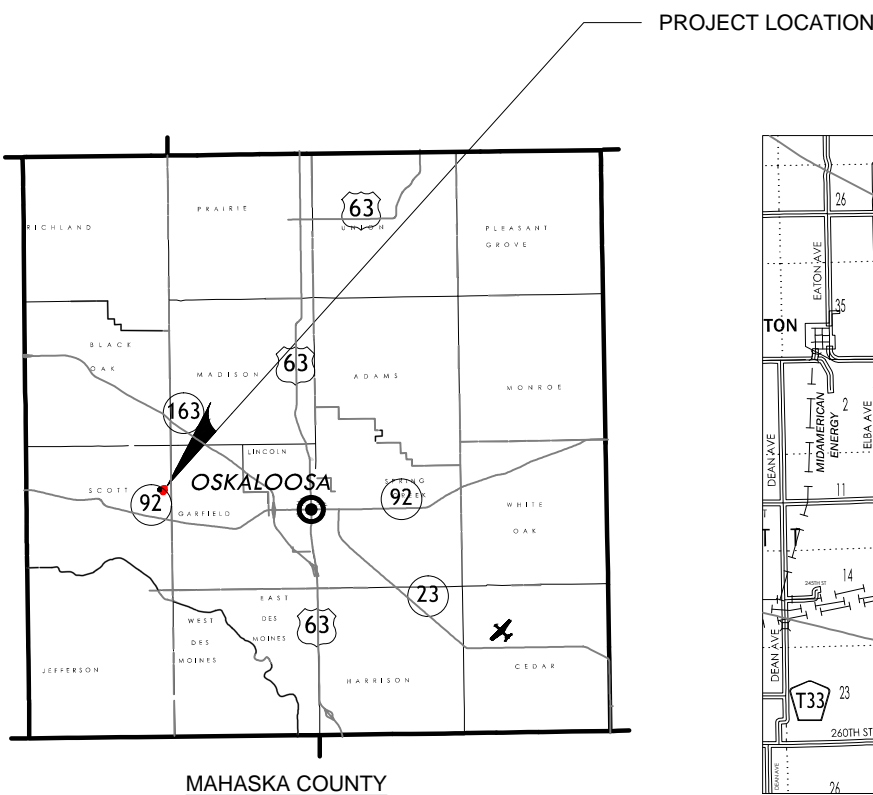 PROJECT LOCATION
RICHLAND
PRAIRIE
63
UNION
PLEASANT
GROVE
BLACK
OAK
MADISON
63
ADAMS
MONROE
163
LINCOLN
SCOTT
92
OSKALOOSA
GARFIELD
SPRING
92
WHITE
OAK
23
WEST
DES
MOINES
EAST
DES
MOINES
63
JEFFERSON
HARRISON
CEDAR
MAHASKA COUNTY
26
EATON AVE
35
TON
MIDAMERICAN
ENERGY
2
ELBA AVE
DEAN AVE
11
T
14
245TH ST
DEAN AVE
T33
23
260TH ST
DEAN AVE
26